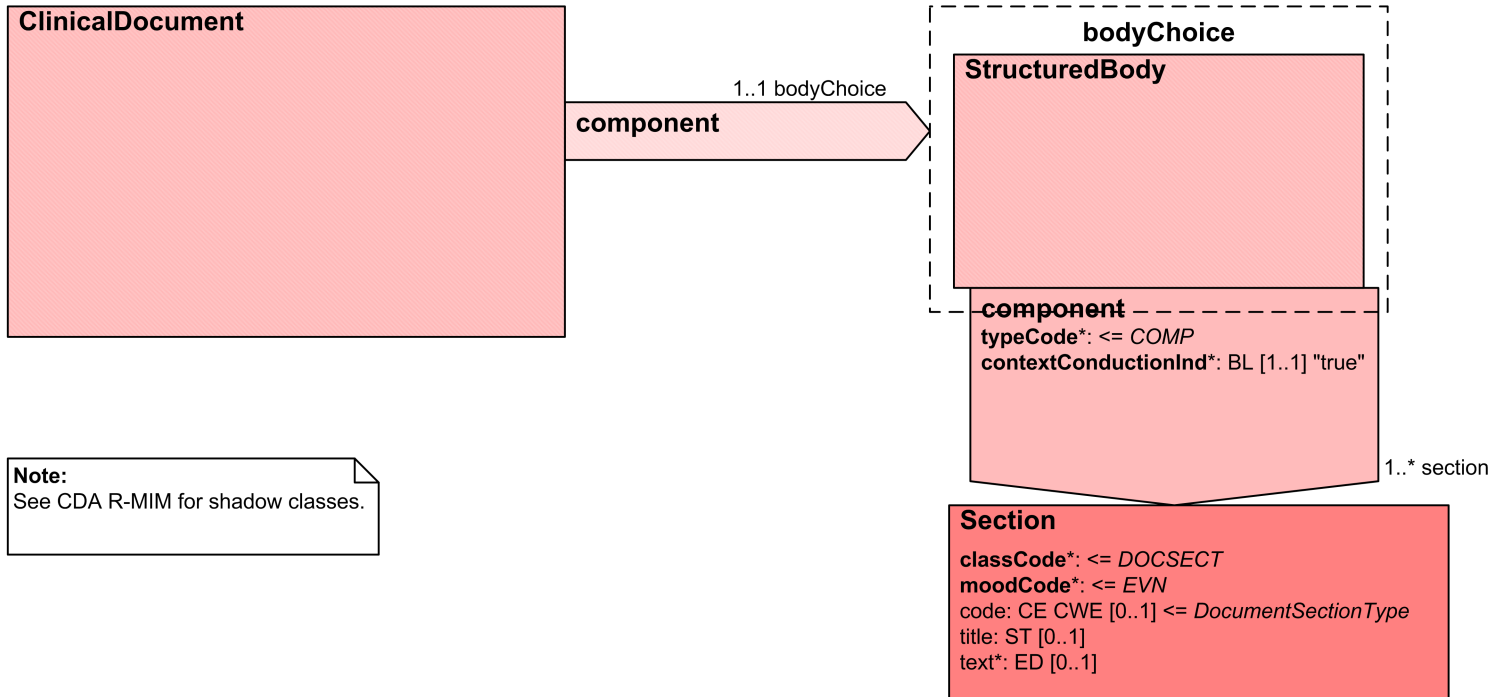 ClinicalDocument
bodyChoice
StructuredBody
1..1 bodyChoice
component
component
typeCode*: <= COMP
contextConductionInd*: BL [1..1] "true"
1..* section
Note:
See CDA R-MIM for shadow classes.
Section
classCode*: <= DOCSECT
moodCode*: <= EVN
code: CE CWE [0..1] <= DocumentSectionType
title: ST [0..1]
text*: ED [0..1]